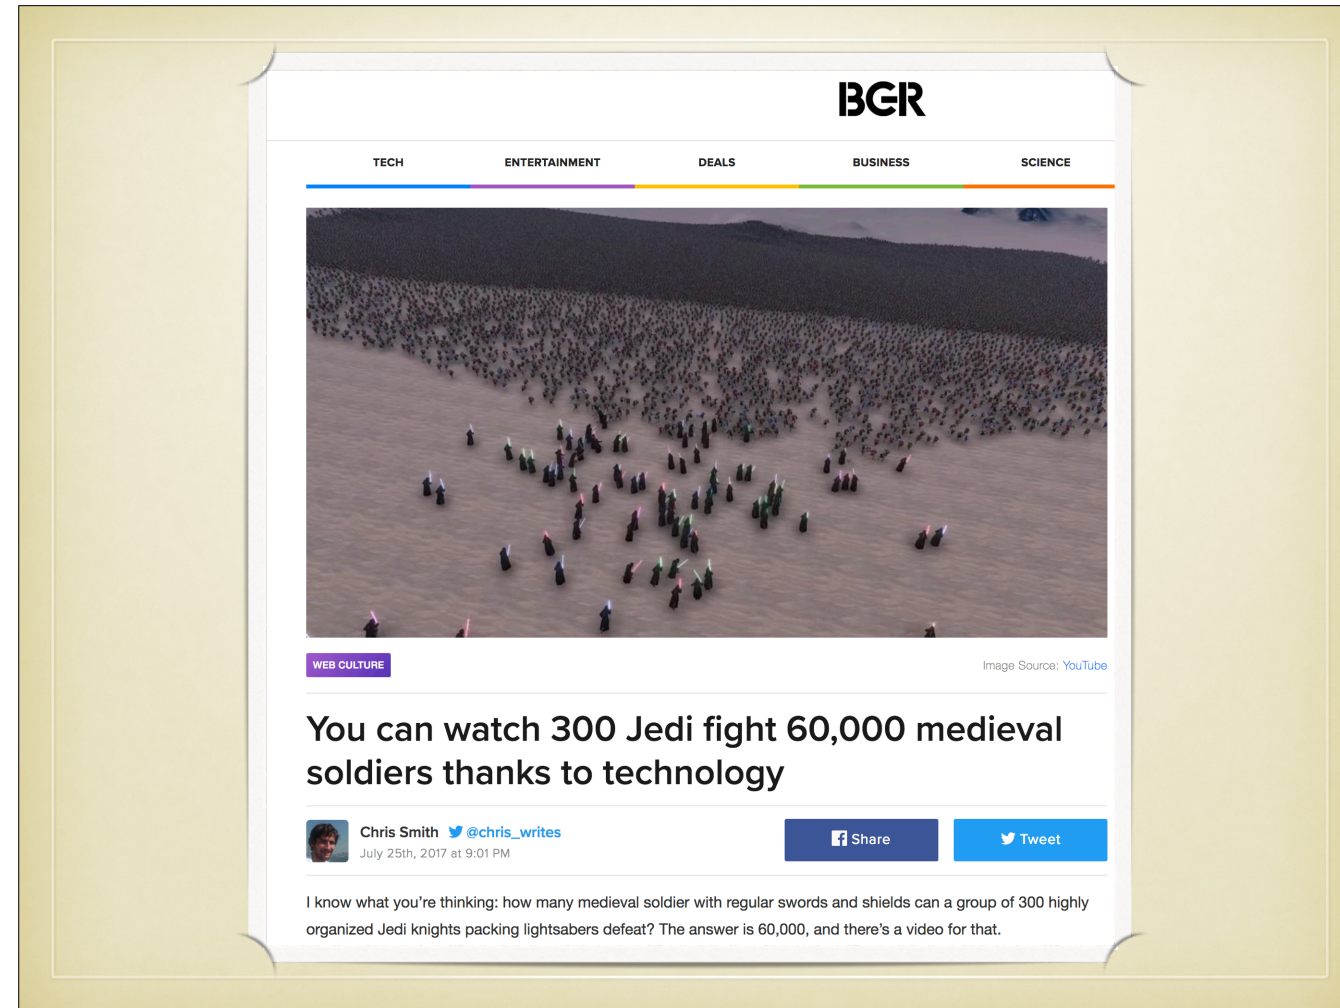 BGR
TECH ENTERTAINMENT DEALS BUSINESS SCIENCE
WEB CULTURE
Image Source: YouTube
You can watch 300 Jedi fight 60,000 medieval
soldiers thanks to technology
Chris Smith @chris_writes
July 25th, 2017 at 9:01 PM
Share
Tweet
I know what you're thinking: how many medieval soldier with regular swords and shields can a group of 300 highly
organized Jedi knights packing lightsabers defeat? The answer is 60,000, and there's a video for that.